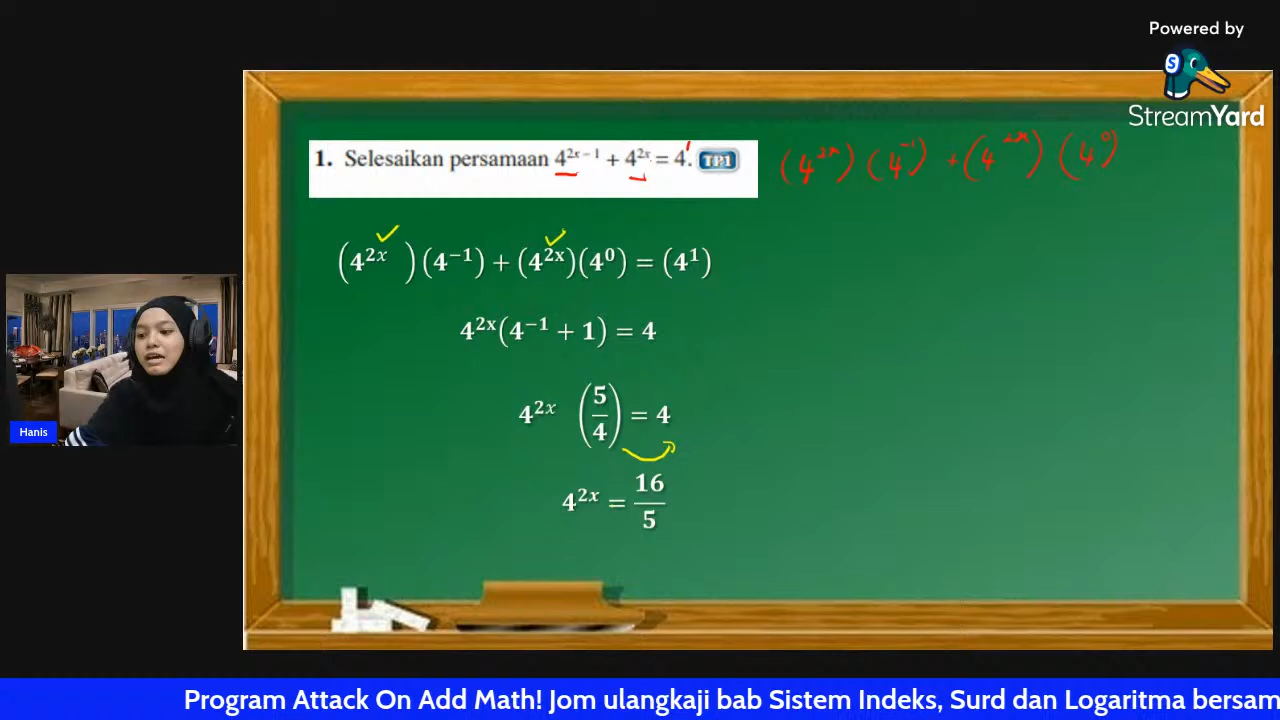 Powered by
StreamYard
1. Selesaikan persamaan 4^{2x-1} + 4^{2x} = 4^{1}. TP1
(4^{2x})(4^{-1}) + (4^{2x})(4^{0})
(4^{2x})(4^{-1}) + (4^{2x})(4^{0}) = (4^{1})
4^{2x}(4^{-1} + 1) = 4
4^{2x} (5/4) = 4
4^{2x} = 16/5
Hanis
Program Attack On Add Math! Jom ulangkaji bab Sistem Indeks, Surd dan Logaritma bersam